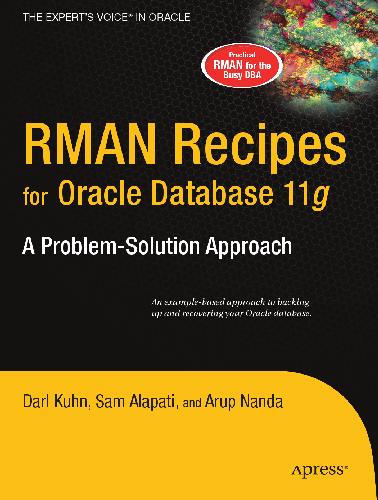 THE EXPERT'S VOICE™ IN ORACLE
Practical
RMAN for the
Busy DBA
RMAN Recipes
for Oracle Database 11g
A Problem-Solution Approach
An example-based approach to backing
up and recovering your Oracle database.
Darl Kuhn, Sam Alapati, and Arup Nanda
Apress®